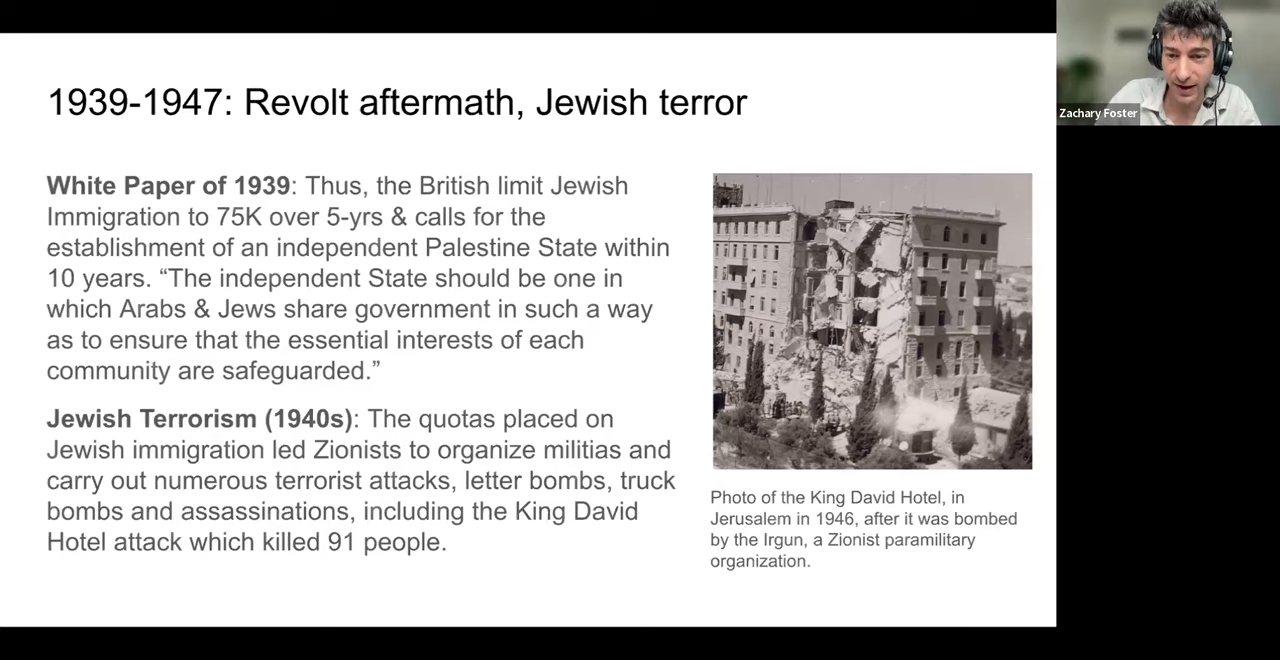 1939-1947: Revolt aftermath, Jewish terror
White Paper of 1939: Thus, the British limit Jewish
Immigration to 75K over 5-yrs & calls for the
establishment of an independent Palestine State within
10 years. “The independent State should be one in
which Arabs & Jews share government in such a way
as to ensure that the essential interests of each
community are safeguarded.”
Jewish Terrorism (1940s): The quotas placed on
Jewish immigration led Zionists to organize militias and
carry out numerous terrorist attacks, letter bombs, truck
bombs and assassinations, including the King David
Hotel attack which killed 91 people.
Photo of the King David Hotel, in
Jerusalem in 1946, after it was bombed
by the Irgun, a Zionist paramilitary
organization.
Zachary Foster